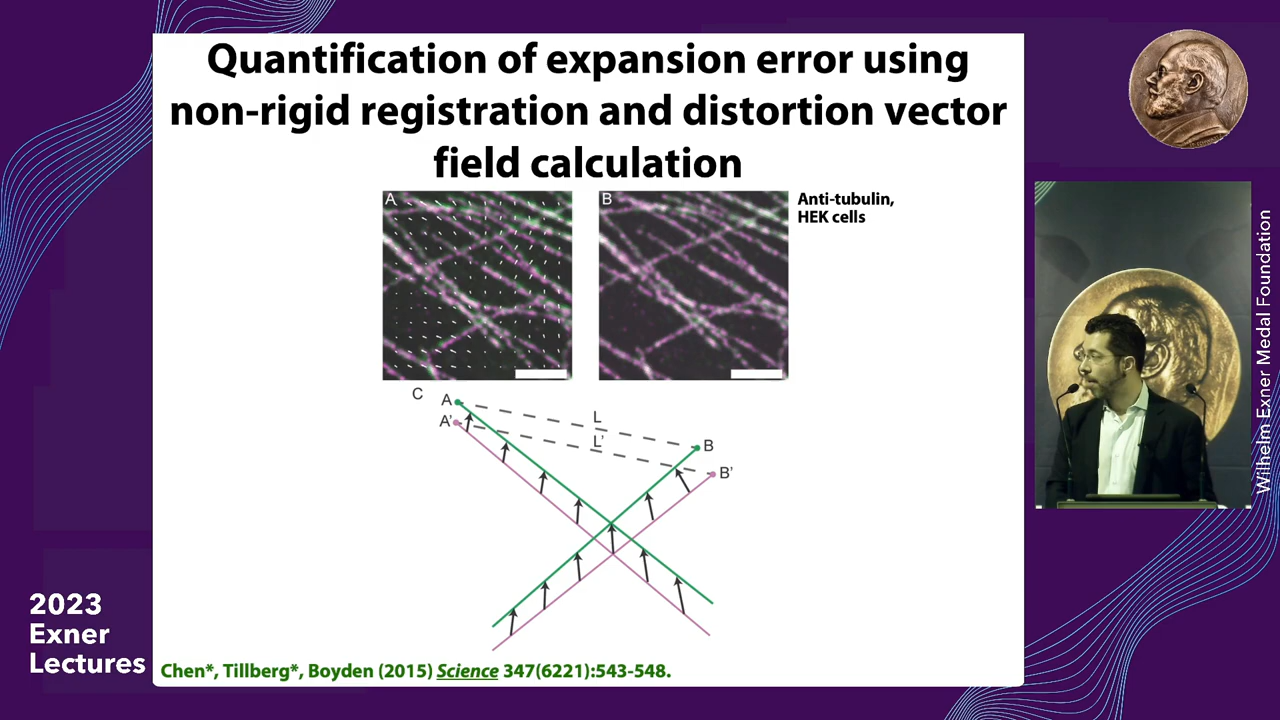 Quantification of expansion error using
non-rigid registration and distortion vector
field calculation
A
B
Anti-tubulin,
HEK cells
C
A
L
A'
L'
B
B'
Chen*, Tillberg*, Boyden (2015) Science 347(6221):543-548.
2023
Exner
Lectures
Wilhelm Exner Medal Foundation